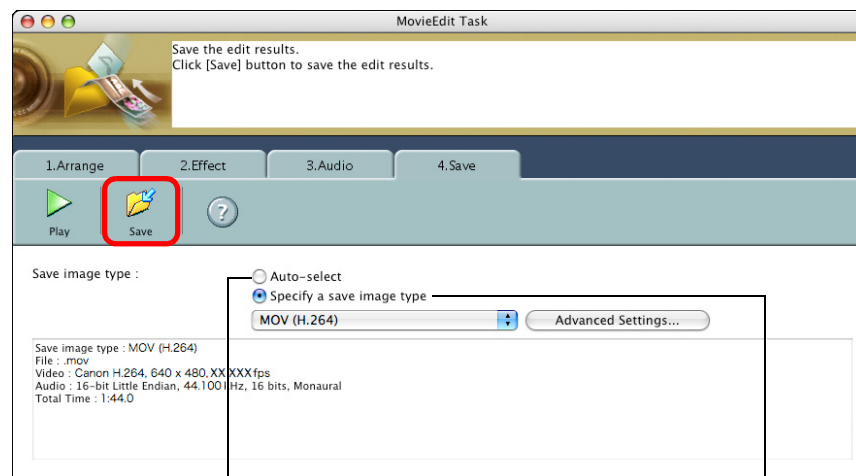 MovieEdit Task
Save the edit results.
Click [Save] button to save the edit results.
1.Arrange
2.Effect
3.Audio
4.Save
Play
Save
?
Save image type :
Auto-select
Specify a save image type
MOV (H.264)
Advanced Settings...
Save image type : MOV (H.264)
File : .mov
Video : Canon H.264, 640 x 480, XX.XXX fps
Audio : 16-bit Little Endian, 44.100 kHz, 16 bits, Monaural
Total Time : 1:44.0